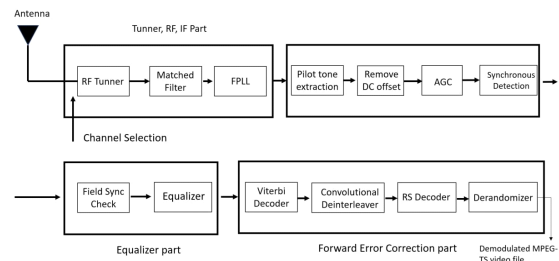 Antenna
Tunner, RF, IF Part
RF Tunner
Matched
Filter
FPLL
Pilot tone
extraction
Remove
DC offset
AGC
Synchronous
Detection
Channel Selection
Field Sync
Check
Equalizer
Viterbi
Decoder
Convolutional
Deinterleaver
RS Decoder
Derandomizer
Equalizer part
Forward Error Correction part
Demodulated MPEG-
TS video file